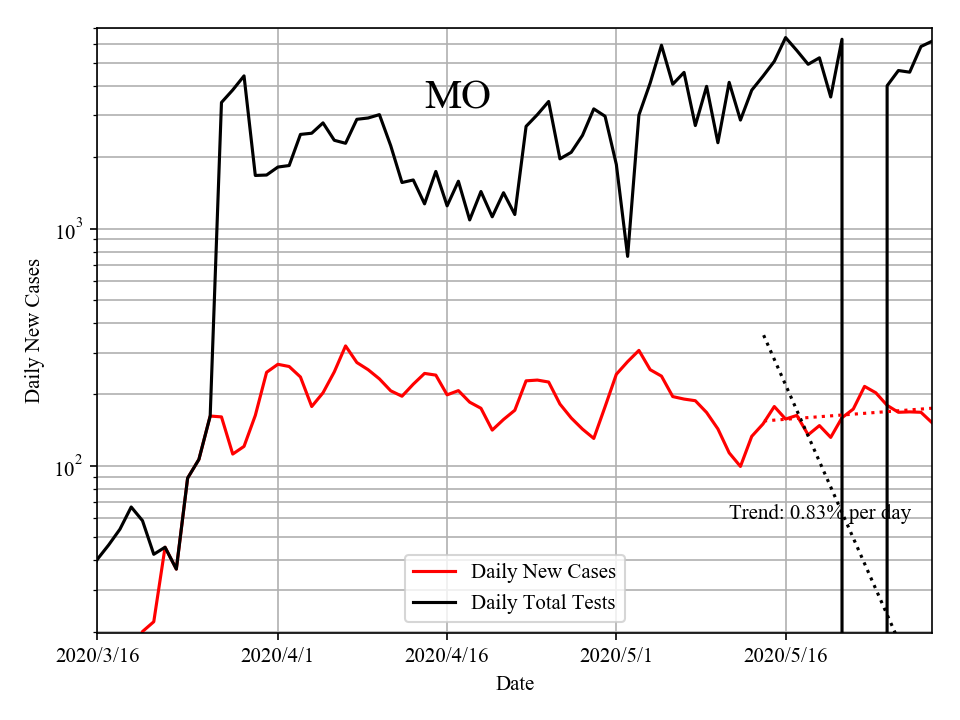 MO
10³
10²
Daily New Cases
Trend: 0.83% per day
Daily New Cases
Daily Total Tests
2020/3/16 2020/4/1 2020/4/16 2020/5/1 2020/5/16
Date